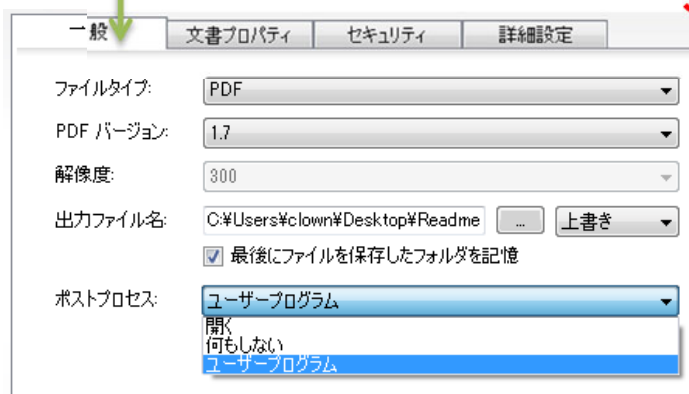 一般 文書プロパティ セキュリティ 詳細設定
ファイルタイプ: PDF
PDF バージョン: 1.7
解像度: 300
出力ファイル名: C:¥Users¥clown¥Desktop¥Readme ... 上書き
最後にファイルを保存したフォルダを記憶
ポストプロセス: ユーザープログラム
開く
何もしない
ユーザープログラム